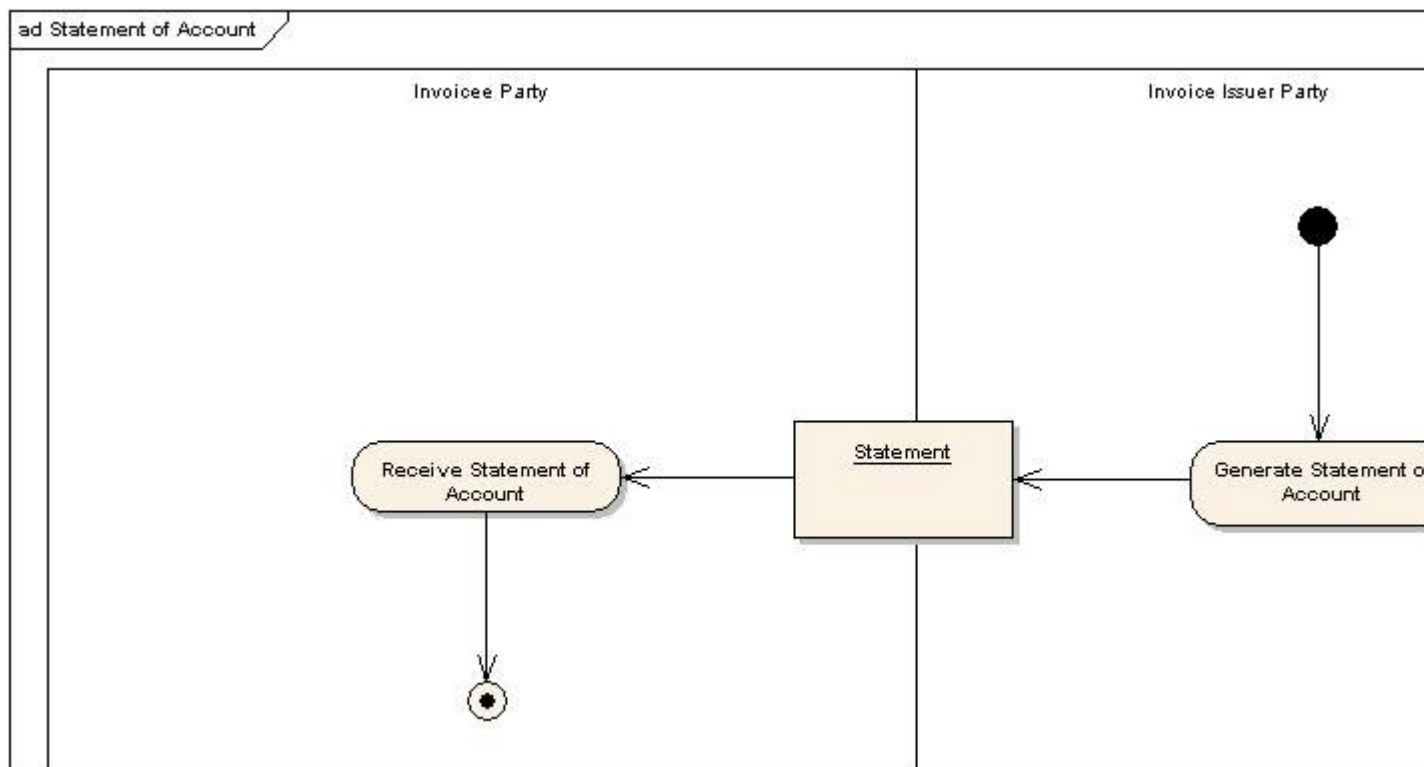 ad Statement of Account
Invoicee Party
Invoice Issuer Party
Statement
Receive Statement of
Account
Generate Statement o
Account